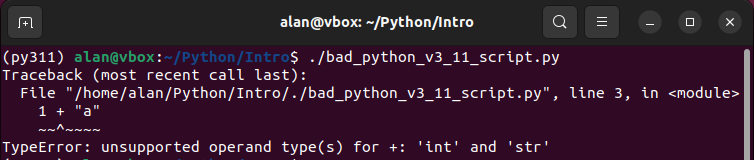 alan@vbox: ~/Python/Intro
(py311) alan@vbox:~/Python/Intro$ ./bad_python_v3_11_script.py
Traceback (most recent call last):
  File "/home/alan/Python/Intro/./bad_python_v3_11_script.py", line 3, in <module>
    1 + "a"
    ~~^~~~~
TypeError: unsupported operand type(s) for +: 'int' and 'str'